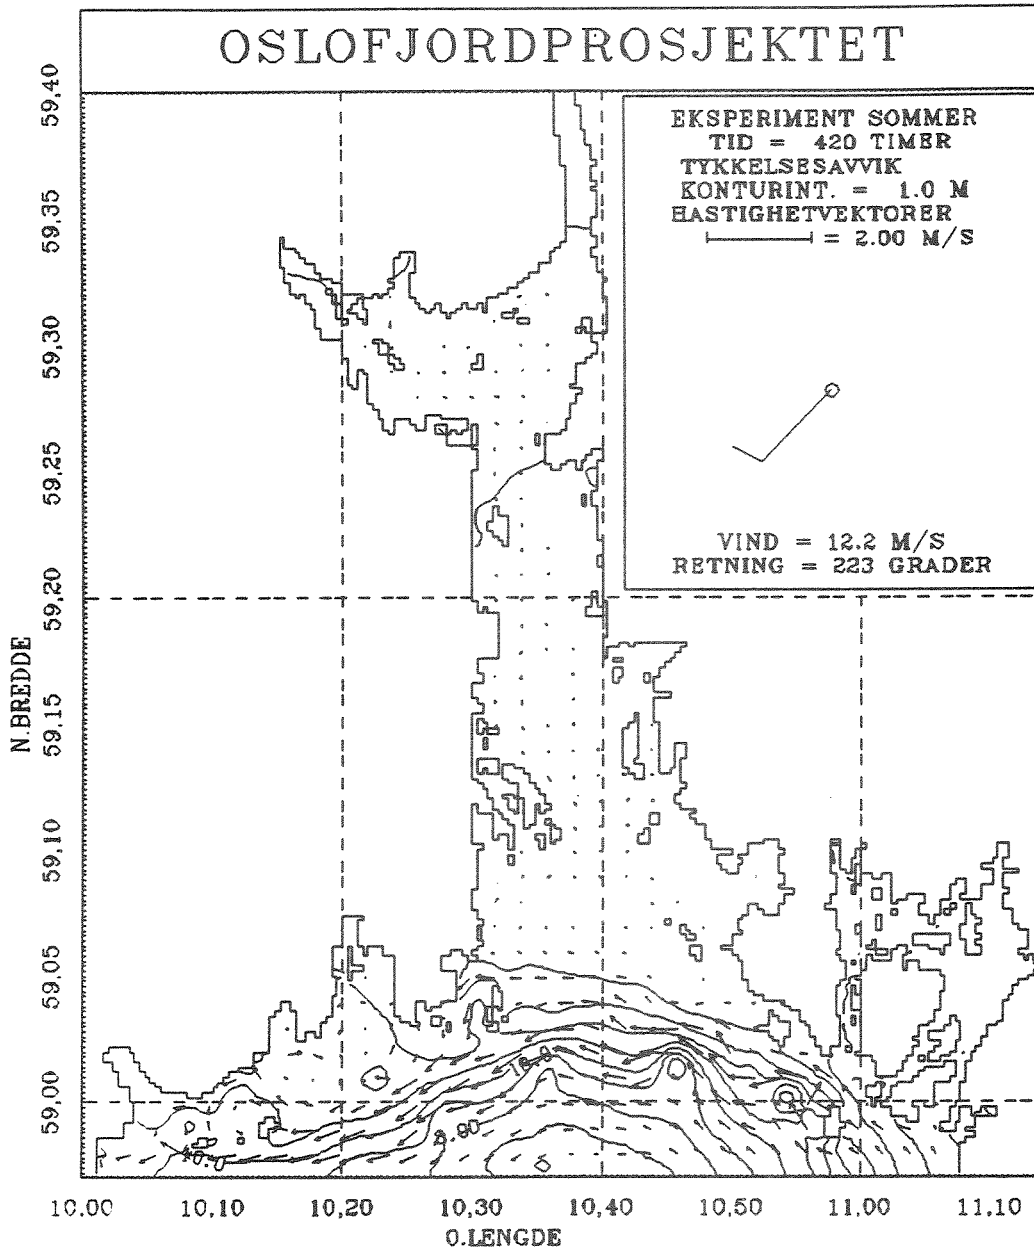 OSLOFJORDPROSJEKTET
EKSPERIMENT SOMMER
TID = 420 TIMER
TYKKELSESAVVIK
KONTURINT. = 1.0 M
HASTIGHETVEKTORER
= 2.00 M/S
VIND = 12.2 M/S
RETNING = 223 GRADER
59,40
59,35
59,30
59,25
59,20
59,15
59,10
59,05
59,00
N.BREDDE
10.00
10,10
10,20
10,30
10,40
10,50
11,00
11,10
O.LENGDE